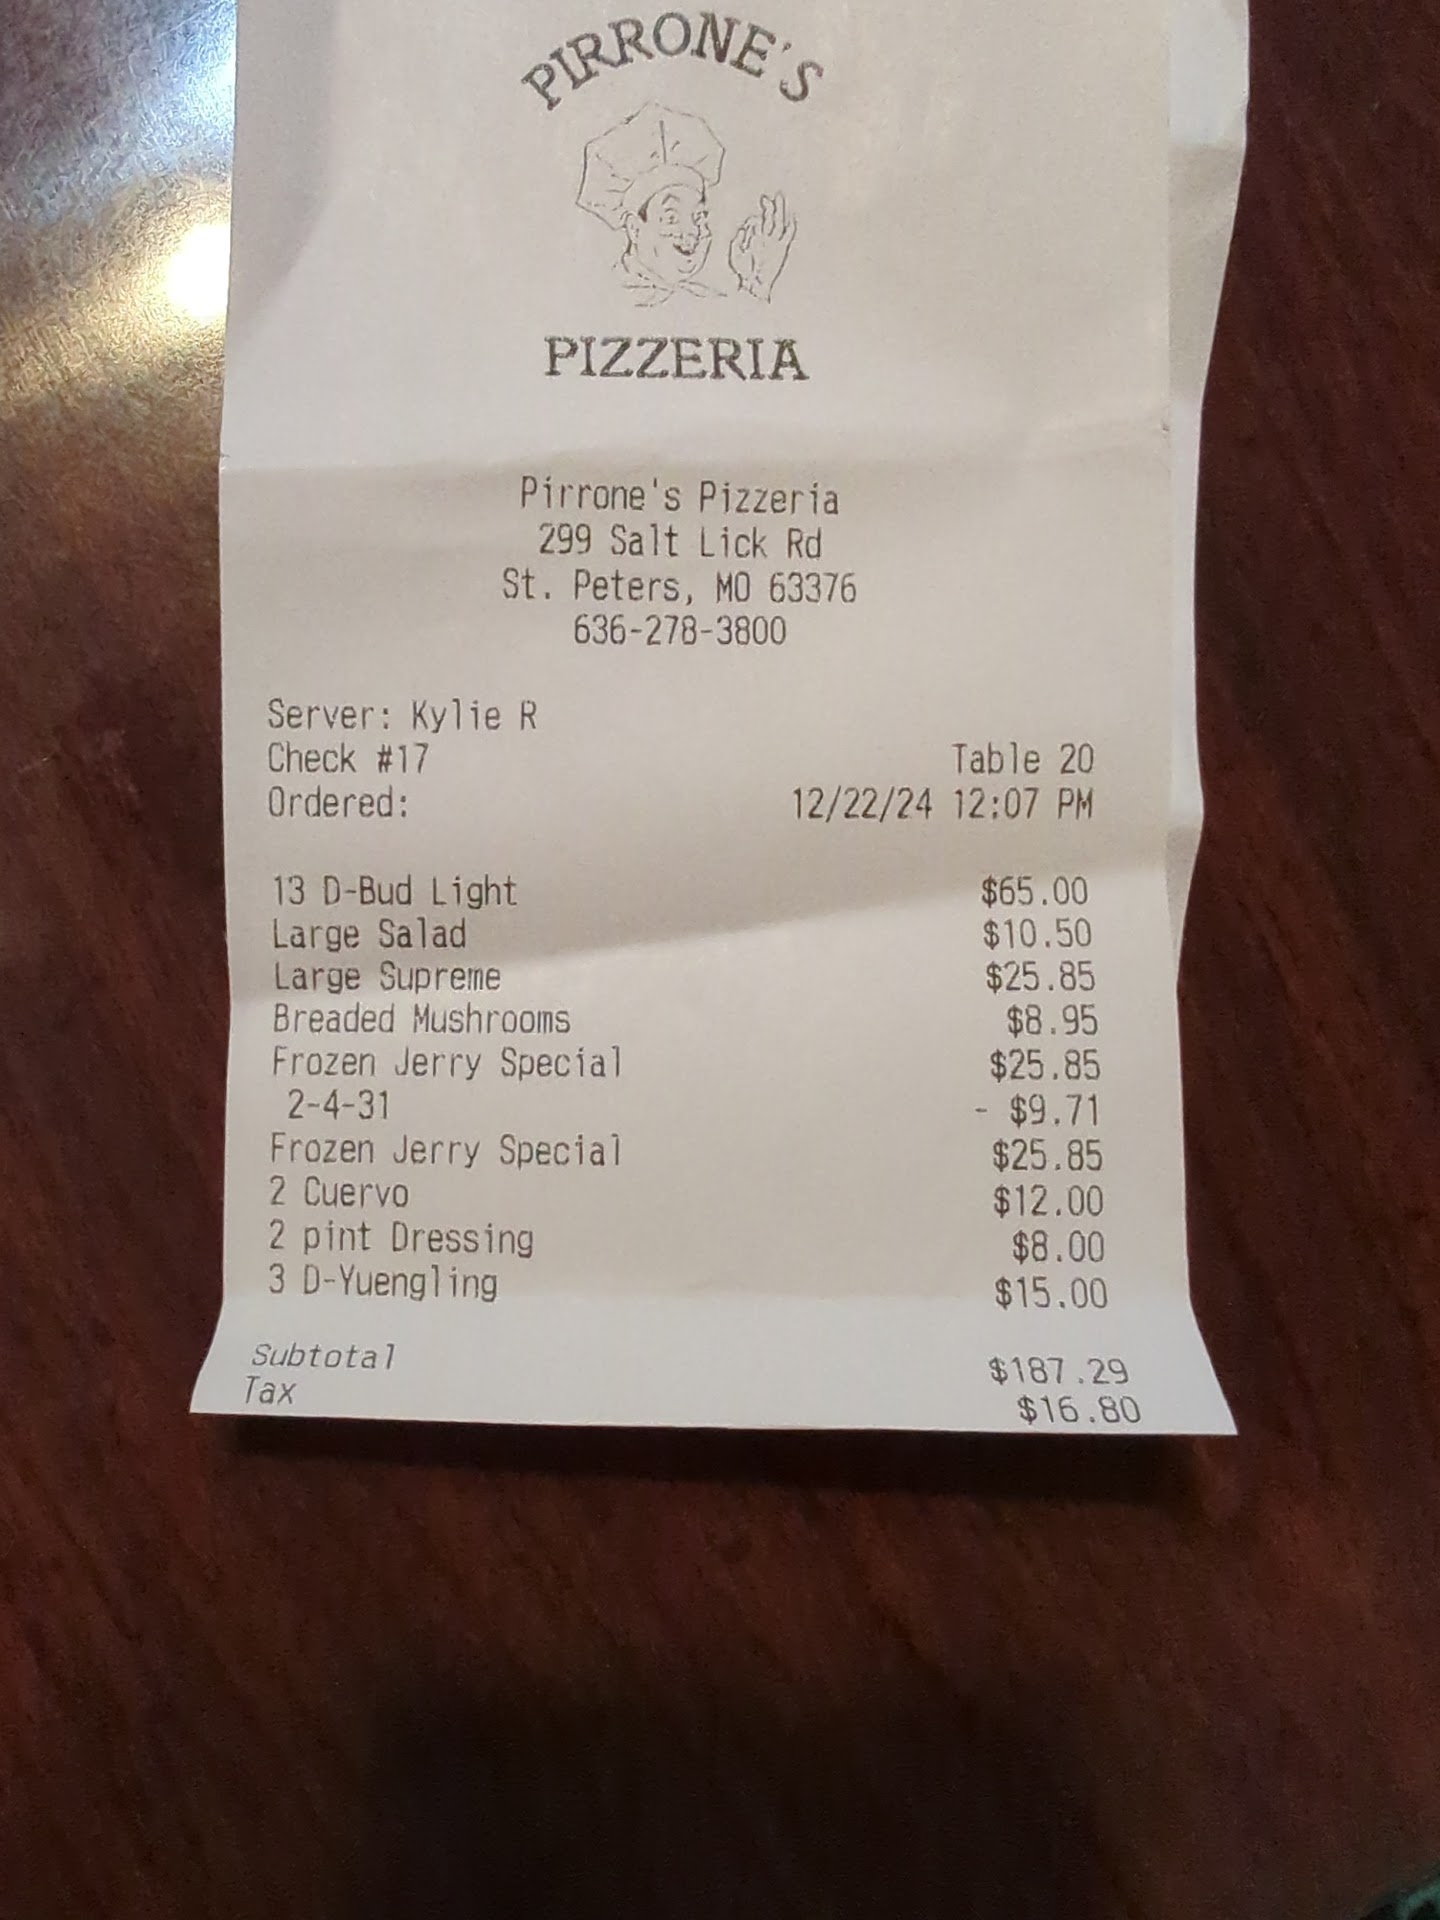 PIRRONE'S
PIZZERIA
Pirrone's Pizzeria
299 Salt Lick Rd
St. Peters, MO 63376
636-278-3800
Server: Kylie R
Check #17 Table 20
Ordered: 12/22/24 12:07 PM
13 D-Bud Light $65.00
Large Salad $10.50
Large Supreme $25.85
Breaded Mushrooms $8.95
Frozen Jerry Special $25.85
2-4-31 - $9.71
Frozen Jerry Special $25.85
2 Cuervo $12.00
2 pint Dressing $8.00
3 D-Yuengling $15.00
Subtotal $187.29
Tax $16.80